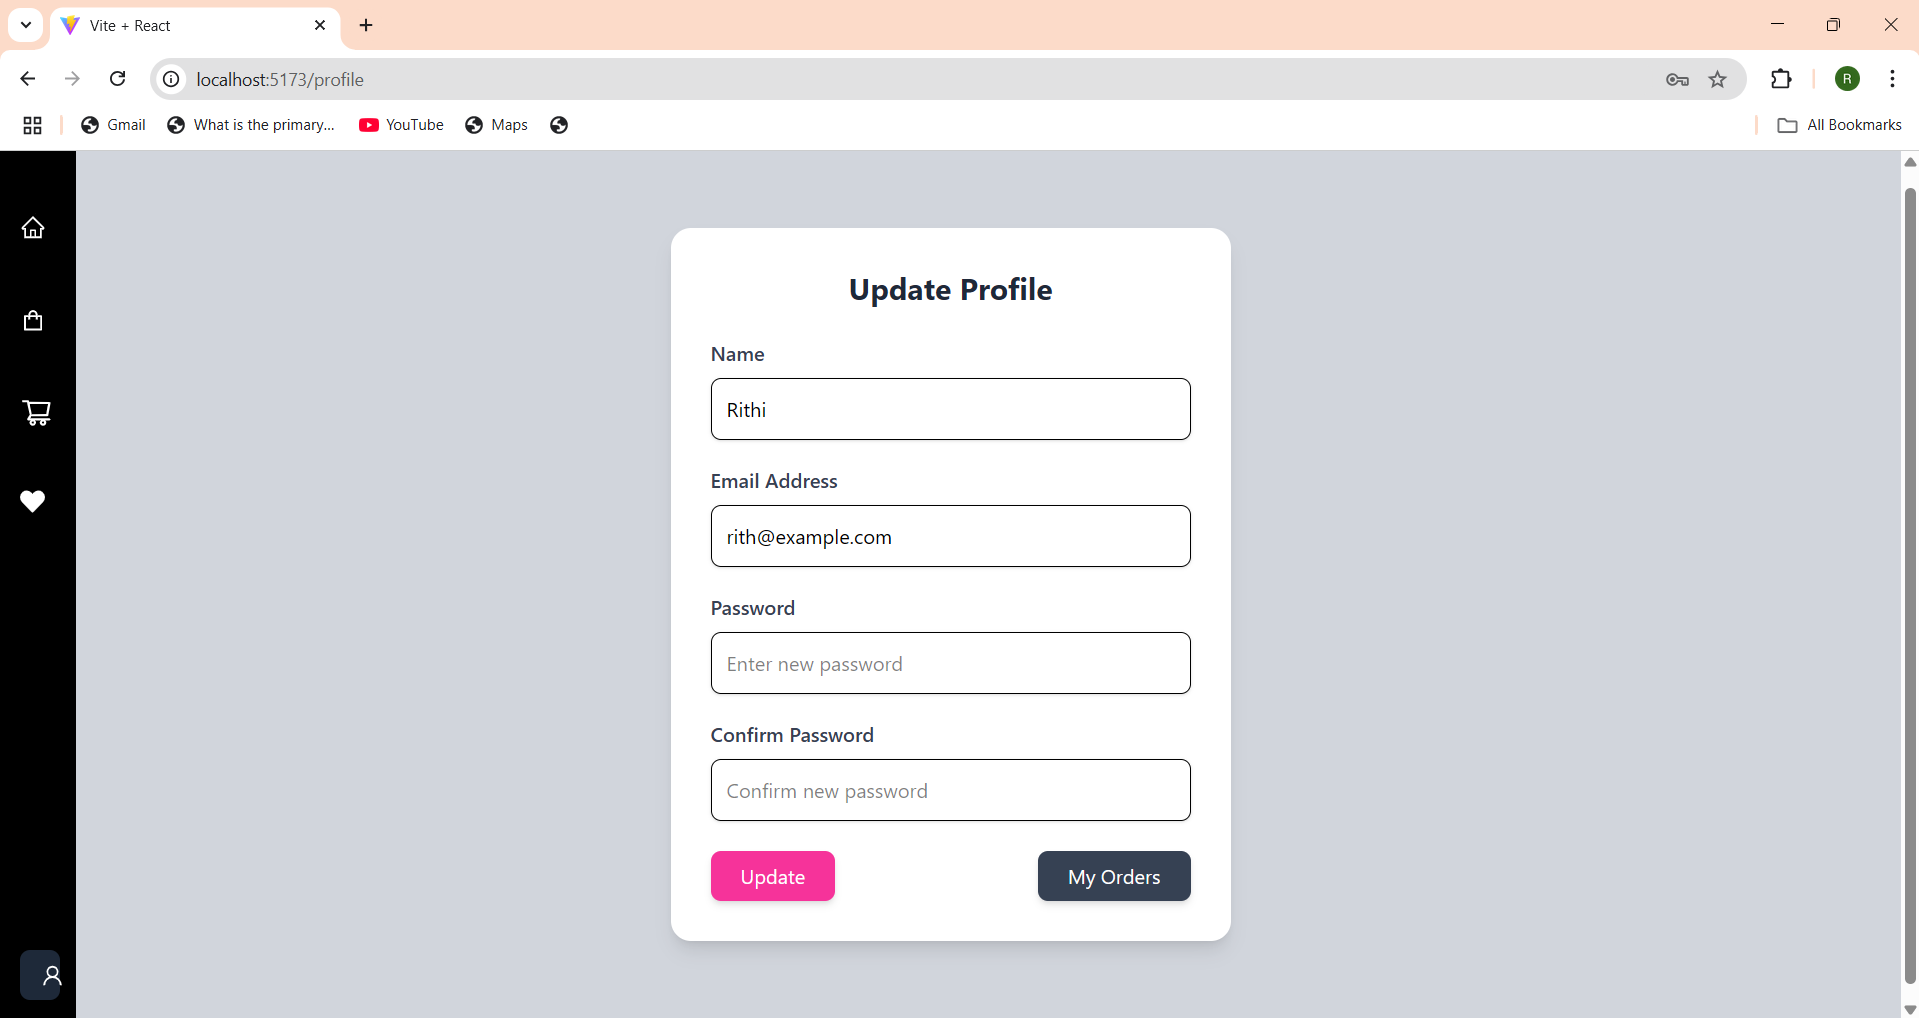 Vite + React
localhost:5173/profile
R
Gmail
What is the primary...
YouTube
Maps
All Bookmarks
Update Profile
Name
Rithi
Email Address
rith@example.com
Password
Enter new password
Confirm Password
Confirm new password
Update
My Orders